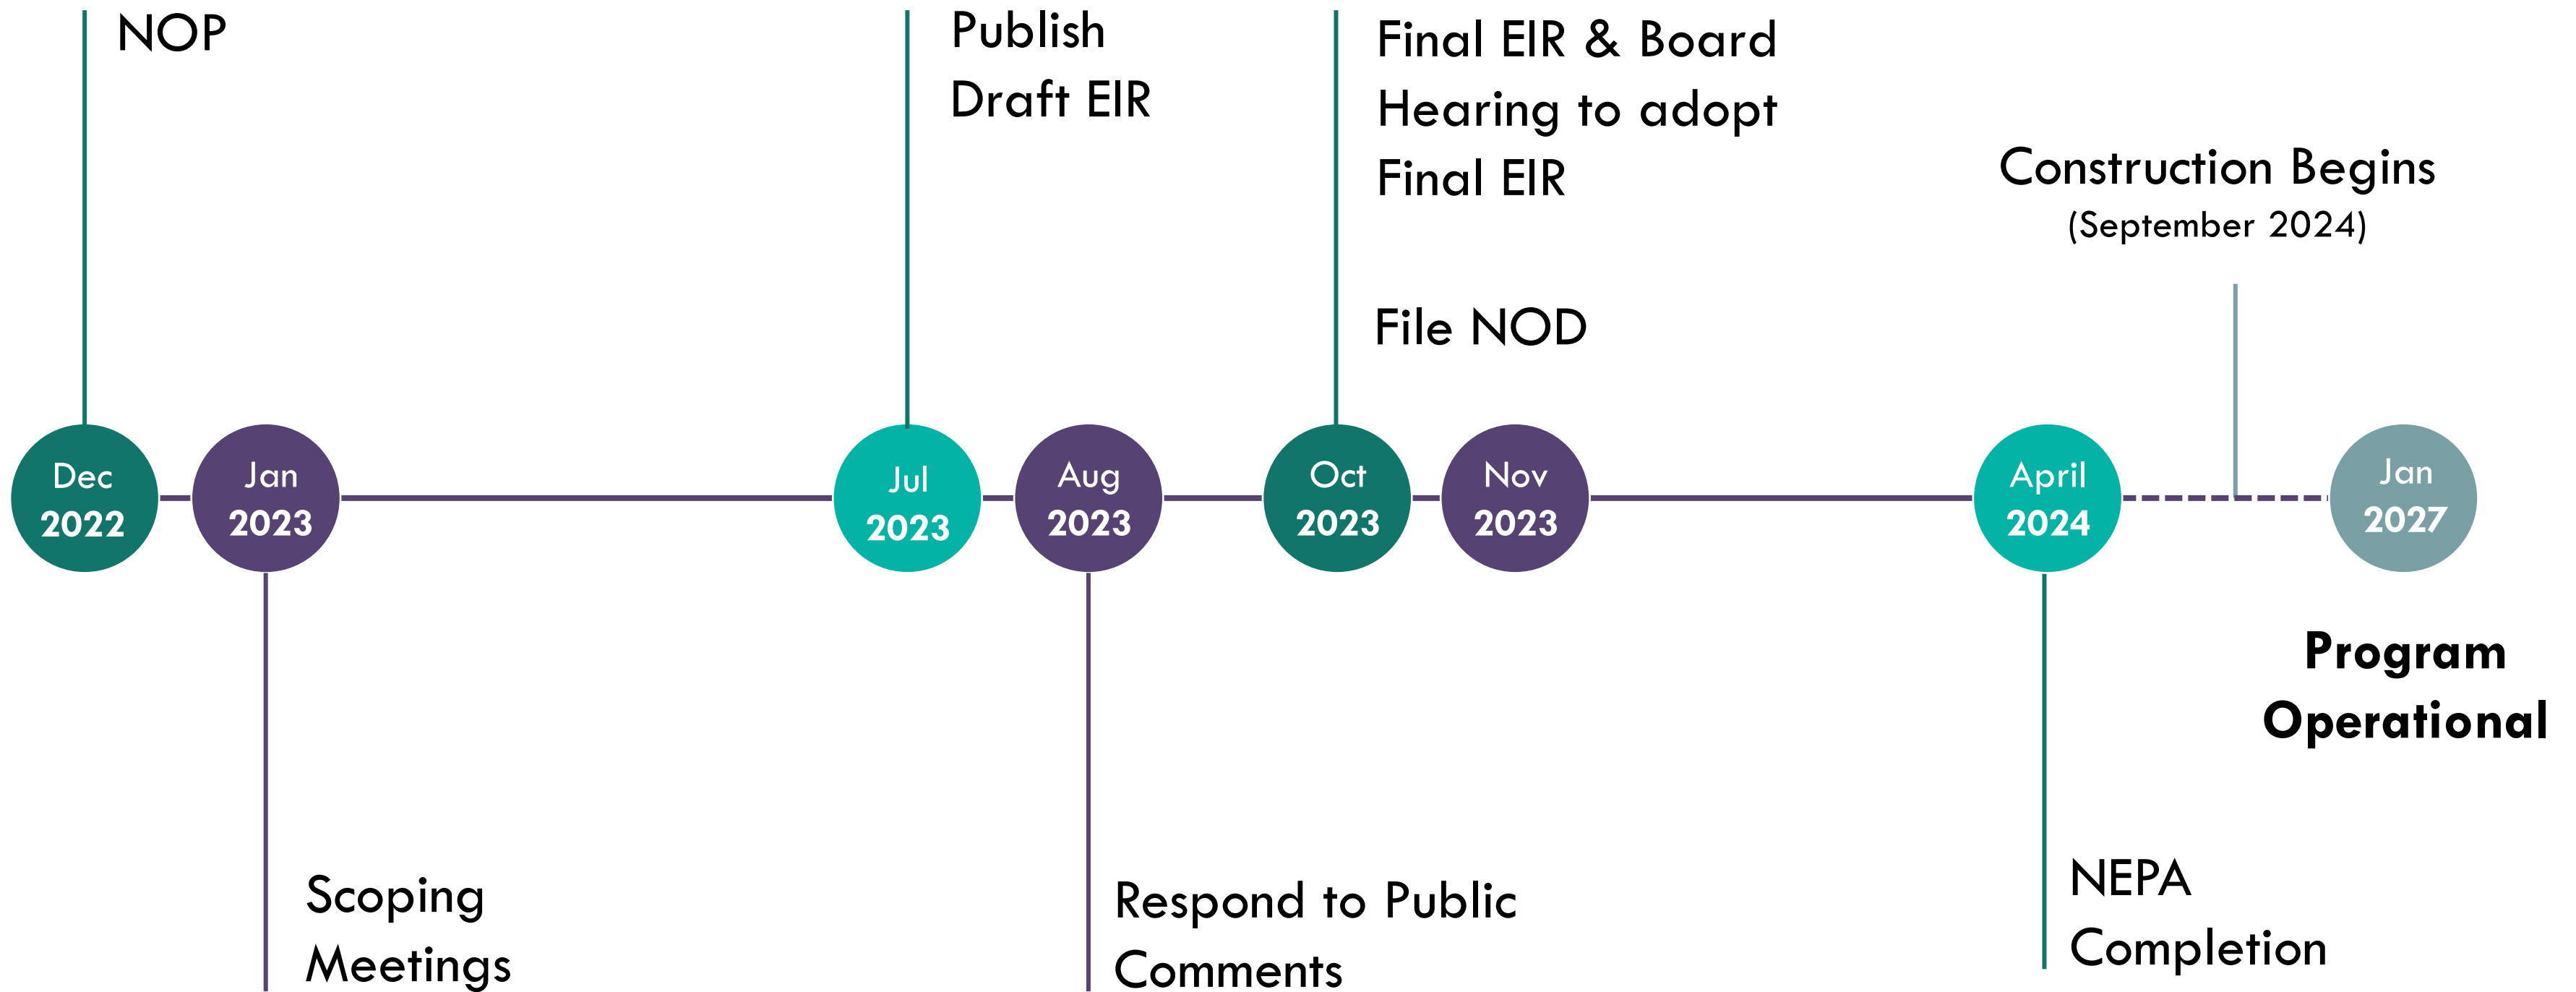 NOP
Publish
Draft EIR
Final EIR & Board
Hearing to adopt
Final EIR
File NOD
Construction Begins
(September 2024)
Dec
2022
Jan
2023
Jul
2023
Aug
2023
Oct
2023
Nov
2023
April
2024
Jan
2027
Program
Operational
Scoping
Meetings
Respond to Public
Comments
NEPA
Completion